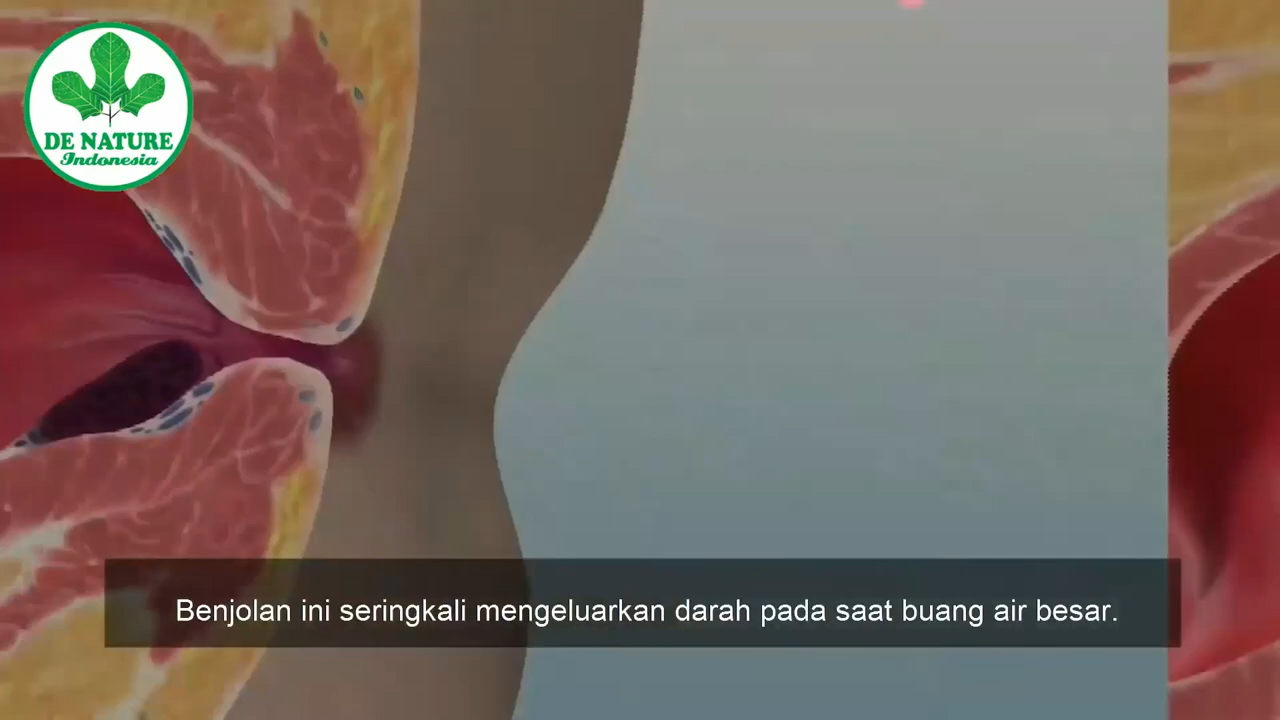 DE NATURE
Indonesia
Benjolan ini seringkali mengeluarkan darah pada saat buang air besar.